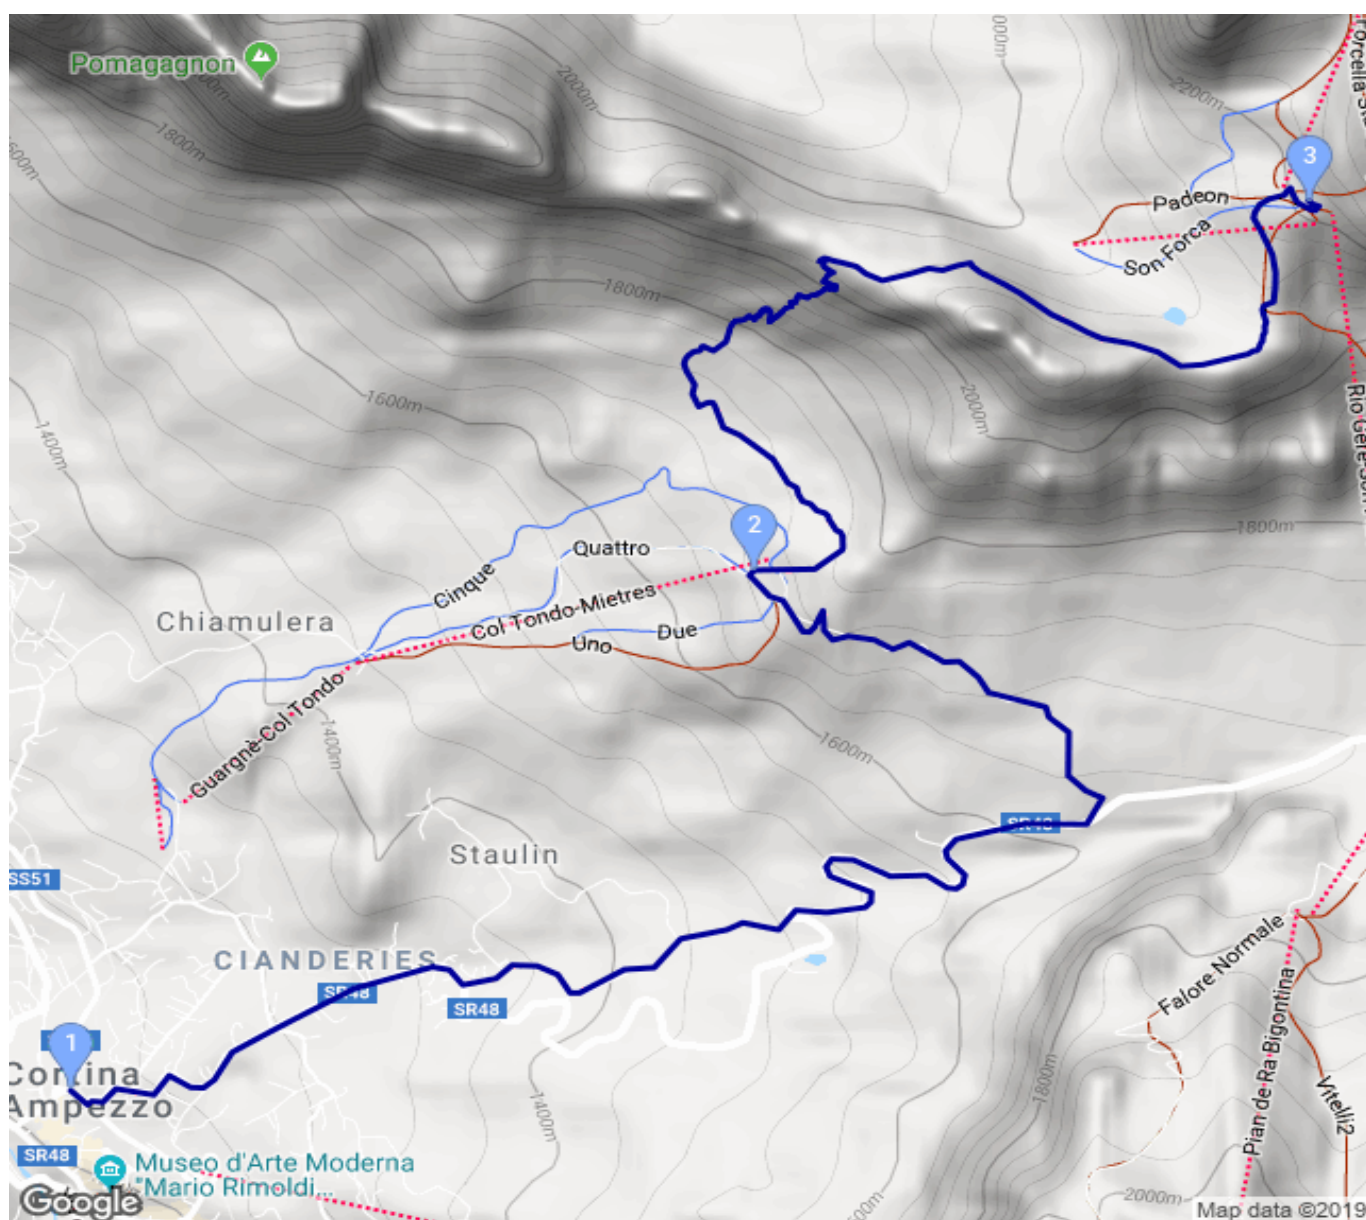 Pomagagnon
2000m
2200m
1800m
1600m
3
Padeon
Son Forca
1800m
1600m
2000m
1400m
2
1800m
Quattro
Cinque
Col Tondo-Mietres
Chiamulera
Due
Uno
Guargnè-Col Tondo
1400m
1600m
SR48
Staulin
SS51
CIANDERIES
SR48
SR48
Falore Normale
Pian de Ra Bigontina
1
Cortina
Ampezzo
1400m
1800m
Vitelli2
SR48
Museo d'Arte Moderna
"Mario Rimoldi...
2000m
Google
Map data ©2019